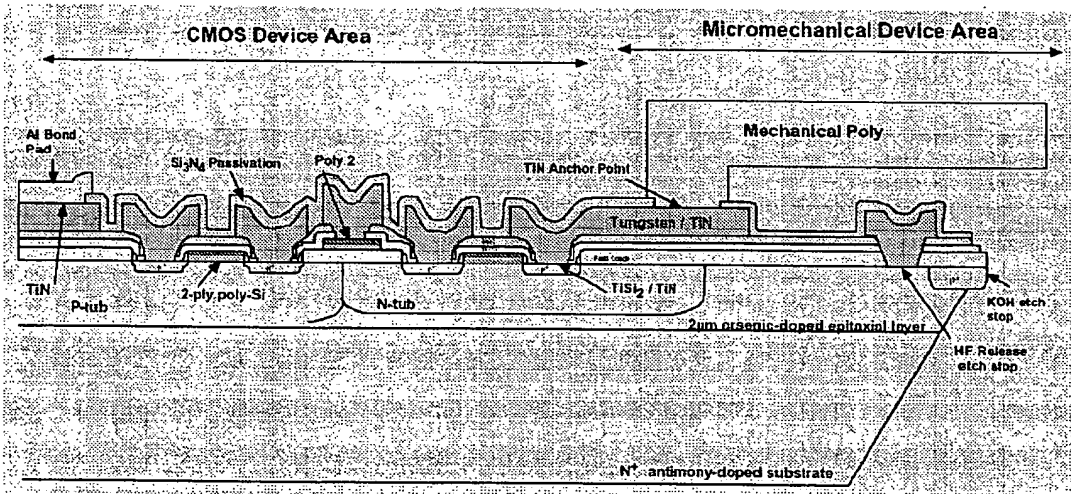 CMOS Device Area
Micromechanical Device Area
Al Bond
Pad
Si3N4 Passivation
Poly 2
TiN Anchor Point
Mechanical Poly
Tungsten / TiN
TiN
P-tub
2-ply poly-Si
N-tub
TiSi2 / TiN
KOH etch
stop
2µm arsenic-doped epitaxial layer
HF Release
etch stop
N+ antimony-doped substrate